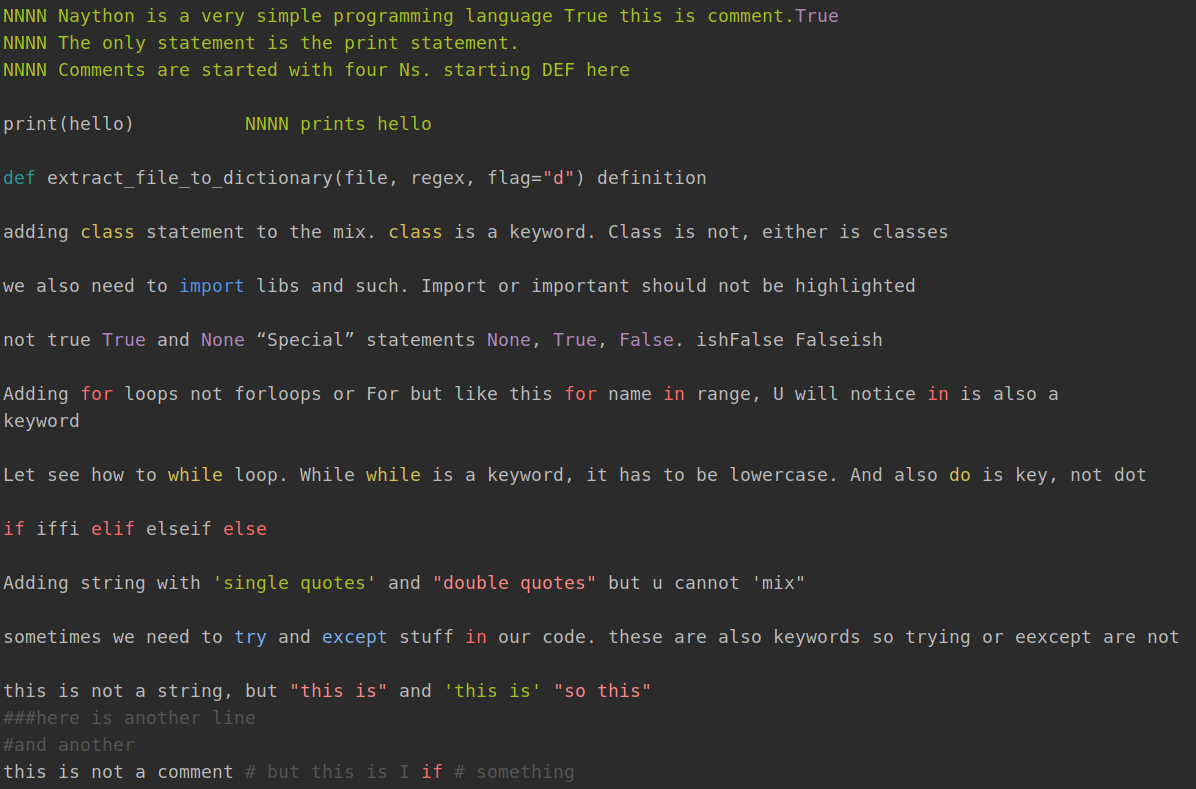 NNNN Naython is a very simple programming language True this is comment.True
NNNN The only statement is the print statement.
NNNN Comments are started with four Ns. starting DEF here
print(hello)          NNNN prints hello
def extract_file_to_dictionary(file, regex, flag="d") definition
adding class statement to the mix. class is a keyword. Class is not, either is classes
we also need to import libs and such. Import or important should not be highlighted
not true True and None “Special” statements None, True, False. ishFalse Falseish
Adding for loops not forloops or For but like this for name in range, U will notice in is also a
keyword
Let see how to while loop. While while is a keyword, it has to be lowercase. And also do is key, not dot
if iffi elif elseif else
Adding string with 'single quotes' and "double quotes" but u cannot 'mix"
sometimes we need to try and except stuff in our code. these are also keywords so trying or eexcept are not
this is not a string, but "this is" and 'this is' "so this"
###here is another line
#and another
this is not a comment # but this is I if # something